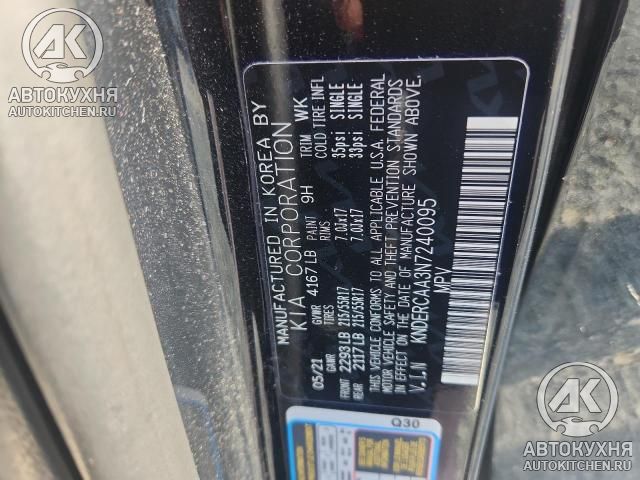 AK
АВТОКУХНЯ
AUTOKITCHEN.RU
MANUFACTURED IN KOREA BY
KIA CORPORATION
05/21 GVWR 4167 LB PAINT 9H TRIM WK
GAWR TIRES RIMS COLD TIRE INFL
FRONT 2293 LB 215/55R17 7.0Jx17 35psi SINGLE
REAR 2117 LB 215/55R17 7.0Jx17 33psi SINGLE
THIS VEHICLE CONFORMS TO ALL APPLICABLE U.S.A. FEDERAL
MOTOR VEHICLE SAFETY AND THEFT PREVENTION STANDARDS
IN EFFECT ON THE DATE OF MANUFACTURE SHOWN ABOVE.
V.I.N KNDERCAA3N7240095
MPV
Q30
AK
АВТОКУХНЯ
AUTOKITCHEN.RU